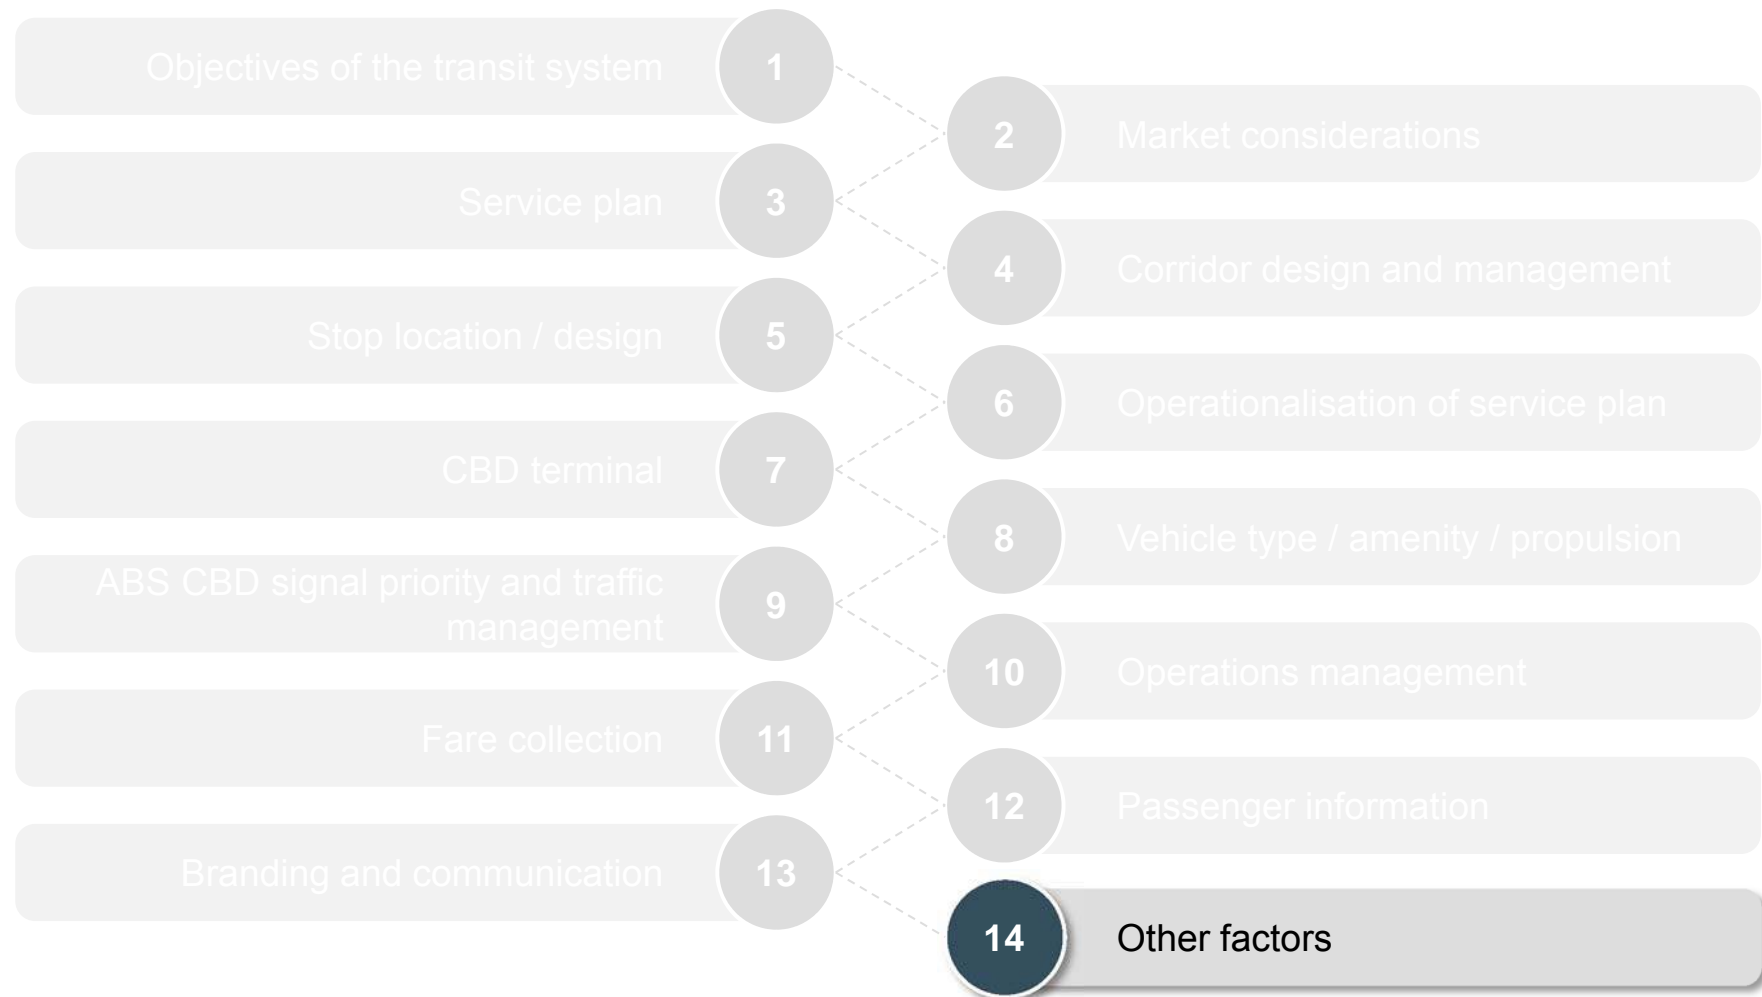 Objectives of the transit system
1
2
Market considerations
Service plan
3
4
Corridor design and management
Stop location / design
5
6
Operationalisation of service plan
CBD terminal
7
8
Vehicle type / amenity / propulsion
ABS CBD signal priority and traffic
management
9
10
Operations management
Fare collection
11
12
Passenger information
Branding and communication
13
14
Other factors